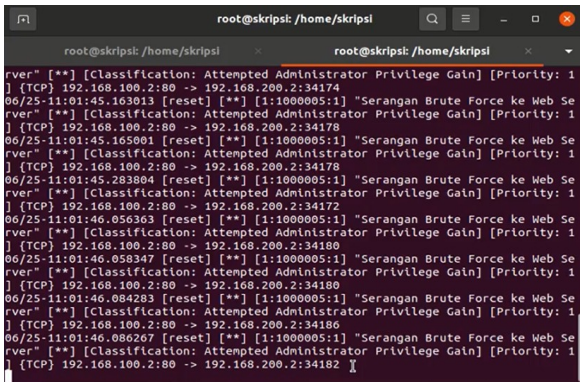 root@skripsi: /home/skripsi
root@skripsi: /home/skripsi
root@skripsi: /home/skripsi
rver" [**] [Classification: Attempted Administrator Privilege Gain] [Priority: 1
] {TCP} 192.168.100.2:80 -> 192.168.200.2:34174
06/25-11:01:45.163013 [reset] [**] [1:1000005:1] "Serangan Brute Force ke Web Se
rver" [**] [Classification: Attempted Administrator Privilege Gain] [Priority: 1
] {TCP} 192.168.100.2:80 -> 192.168.200.2:34178
06/25-11:01:45.165001 [reset] [**] [1:1000005:1] "Serangan Brute Force ke Web Se
rver" [**] [Classification: Attempted Administrator Privilege Gain] [Priority: 1
] {TCP} 192.168.100.2:80 -> 192.168.200.2:34178
06/25-11:01:45.283804 [reset] [**] [1:1000005:1] "Serangan Brute Force ke Web Se
rver" [**] [Classification: Attempted Administrator Privilege Gain] [Priority: 1
] {TCP} 192.168.100.2:80 -> 192.168.200.2:34172
06/25-11:01:46.056363 [reset] [**] [1:1000005:1] "Serangan Brute Force ke Web Se
rver" [**] [Classification: Attempted Administrator Privilege Gain] [Priority: 1
] {TCP} 192.168.100.2:80 -> 192.168.200.2:34180
06/25-11:01:46.058347 [reset] [**] [1:1000005:1] "Serangan Brute Force ke Web Se
rver" [**] [Classification: Attempted Administrator Privilege Gain] [Priority: 1
] {TCP} 192.168.100.2:80 -> 192.168.200.2:34180
06/25-11:01:46.084283 [reset] [**] [1:1000005:1] "Serangan Brute Force ke Web Se
rver" [**] [Classification: Attempted Administrator Privilege Gain] [Priority: 1
] {TCP} 192.168.100.2:80 -> 192.168.200.2:34186
06/25-11:01:46.086267 [reset] [**] [1:1000005:1] "Serangan Brute Force ke Web Se
rver" [**] [Classification: Attempted Administrator Privilege Gain] [Priority: 1
] {TCP} 192.168.100.2:80 -> 192.168.200.2:34182